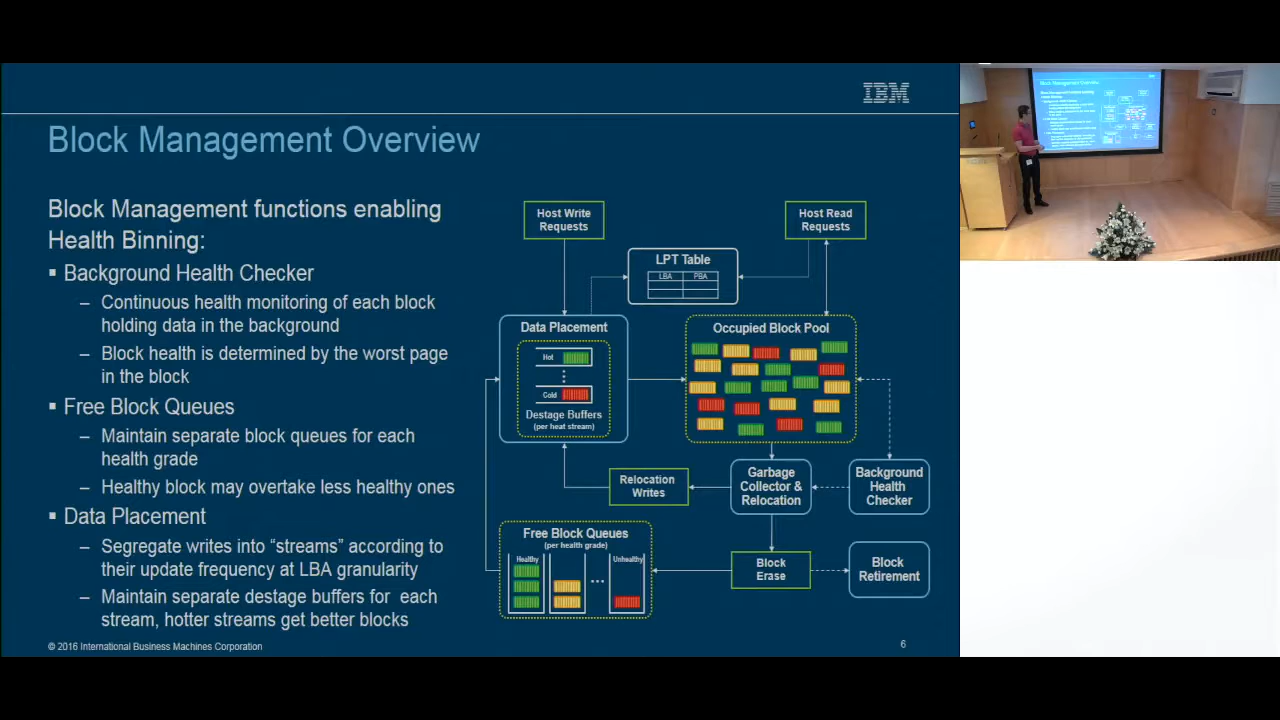 IBM
Block Management Overview
Block Management functions enabling
Health Binning:
▪ Background Health Checker
– Continuous health monitoring of each block
holding data in the background
– Block health is determined by the worst page
in the block
▪ Free Block Queues
– Maintain separate block queues for each
health grade
– Healthy block may overtake less healthy ones
▪ Data Placement
– Segregate writes into “streams” according to
their update frequency at LBA granularity
– Maintain separate destage buffers for each
stream, hotter streams get better blocks
Host Write
Requests
Host Read
Requests
LPT Table
LBA PBA
Data Placement
Hot
Cold
Destage Buffers
(per heat stream)
Occupied Block Pool
Relocation
Writes
Garbage
Collector &
Relocation
Background
Health
Checker
Free Block Queues
(per health grade)
Healthy
Unhealthy
Block
Erase
Block
Retirement
© 2016 International Business Machines Corporation
6
Block Management Overview